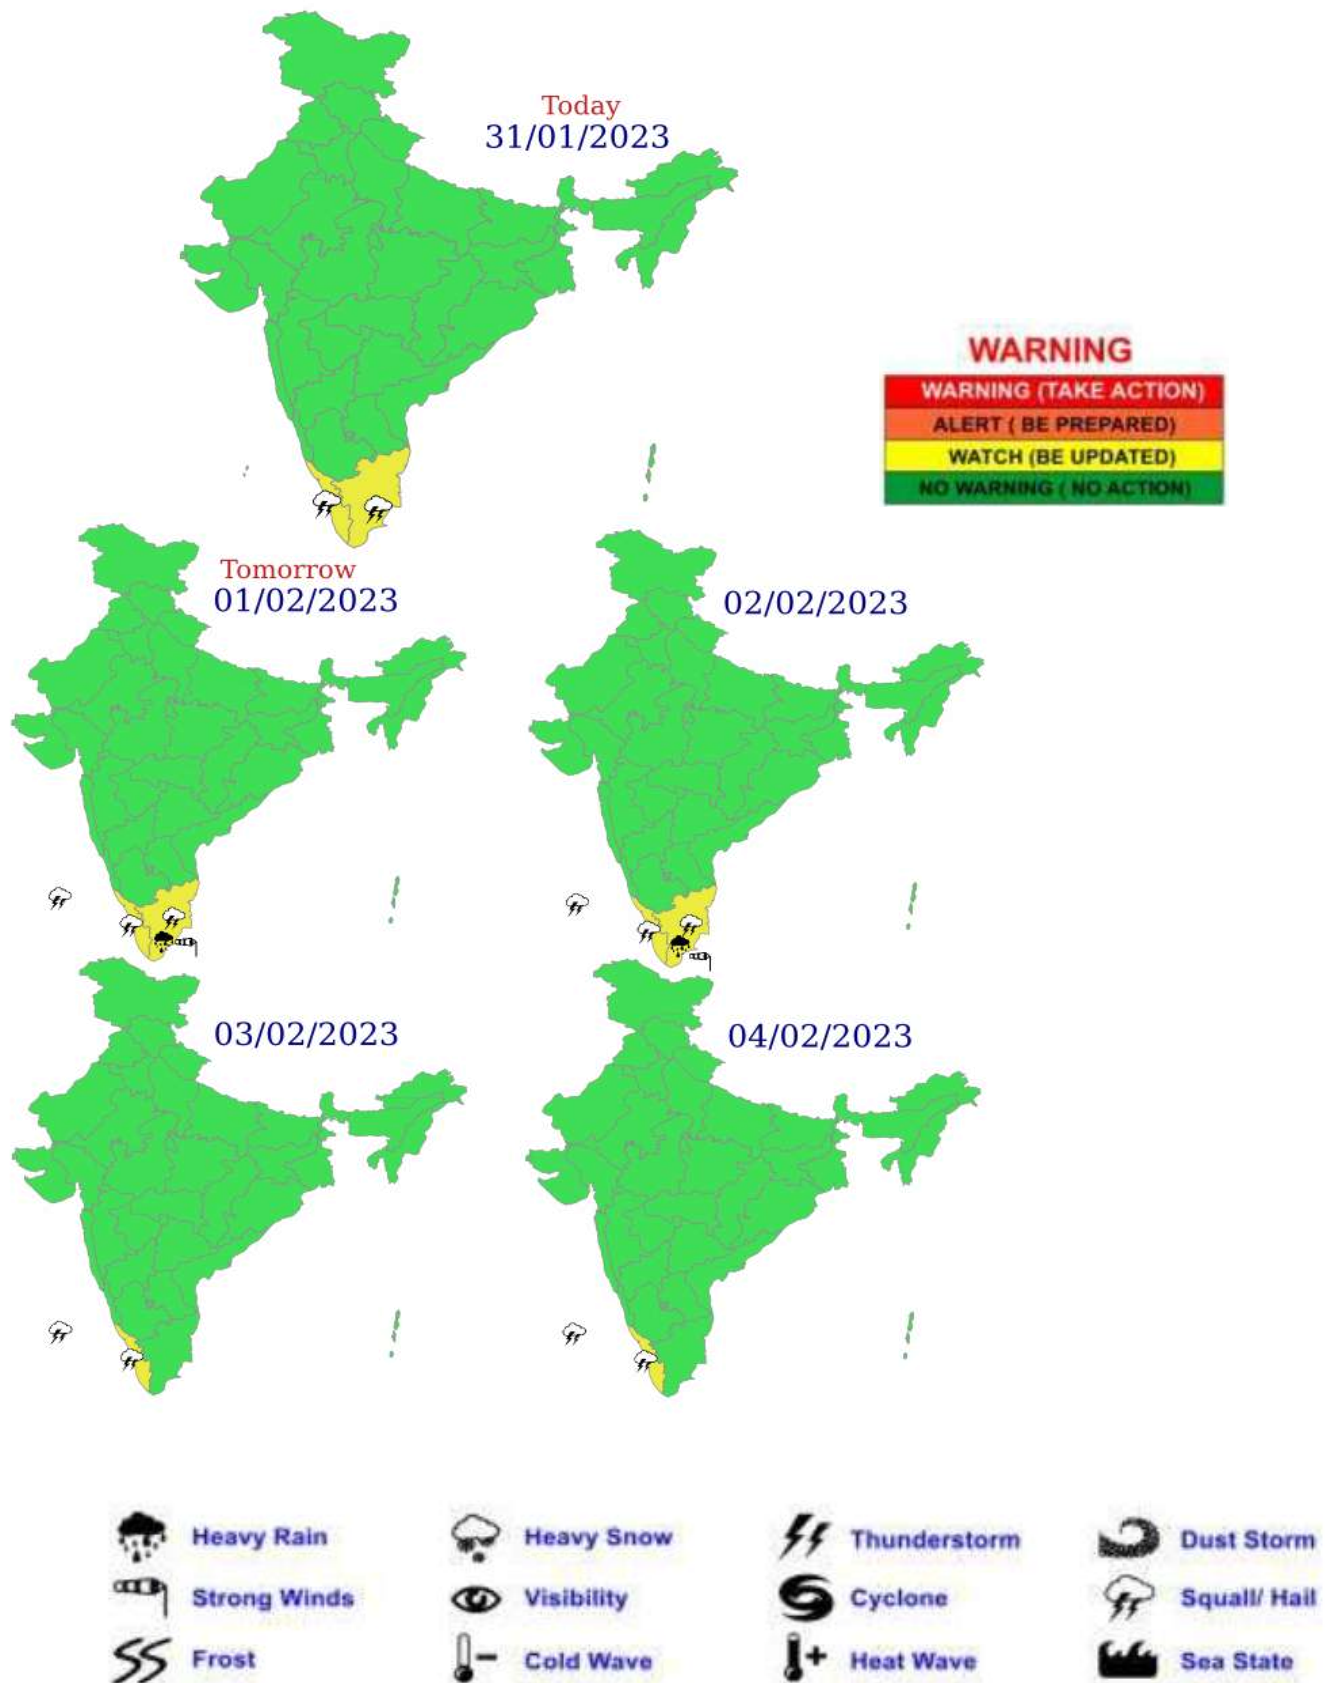 Today
31/01/2023
WARNING
WARNING (TAKE ACTION)
ALERT ( BE PREPARED)
WATCH (BE UPDATED)
NO WARNING ( NO ACTION)
Tomorrow
01/02/2023
02/02/2023
03/02/2023
04/02/2023
Heavy Rain
Heavy Snow
Thunderstorm
Dust Storm
Strong Winds
Visibility
Cyclone
Squall/ Hail
Frost
Cold Wave
Heat Wave
Sea State